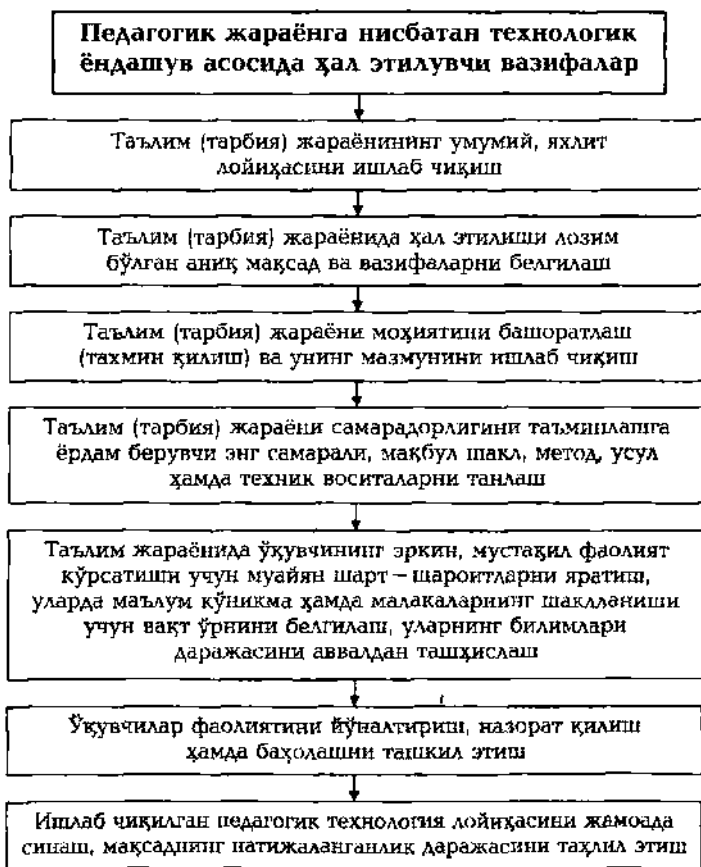 Педагогик жараёнга нисбатан технологик
ёндашув асосида ҳал этилувчи вазифалар
Таълим (тарбия) жараёнининг умумий, яхлит
лойиҳасини ишлаб чиқиш
Таълим (тарбия) жараёнида ҳал этилиши лозим
бўлган аниқ мақсад ва вазифаларни белгилаш
Таълим (тарбия) жараёни моҳиятини башоратлаш
(тахмин қилиш) ва унинг мазмунини ишлаб чиқиш
Таълим (тарбия) жараёни самарадорлигини таъминлашга
ёрдам берувчи энг самарали, мақбул шакл, метод, усул
ҳамда техник воситаларни танлаш
Таълим жараёнида ўқувчининг эркин, мустақил фаолият
кўрсатиши учун муайян шарт – шароитларни яратиш,
уларда маълум кўникма ҳамда малакаларнинг шаклланиши
учун вақт ўрнини белгилаш, уларнинг билимлари
даражасини аввалдан ташҳислаш
Ўқувчилар фаолиятини йўналтириш, назорат қилиш
ҳамда баҳолашни ташкил этиш
Ишлаб чиқилган педагогик технология лойиҳасини жамоада
синаш, мақсаднинг натижаланганлик даражасини таҳлил этиш